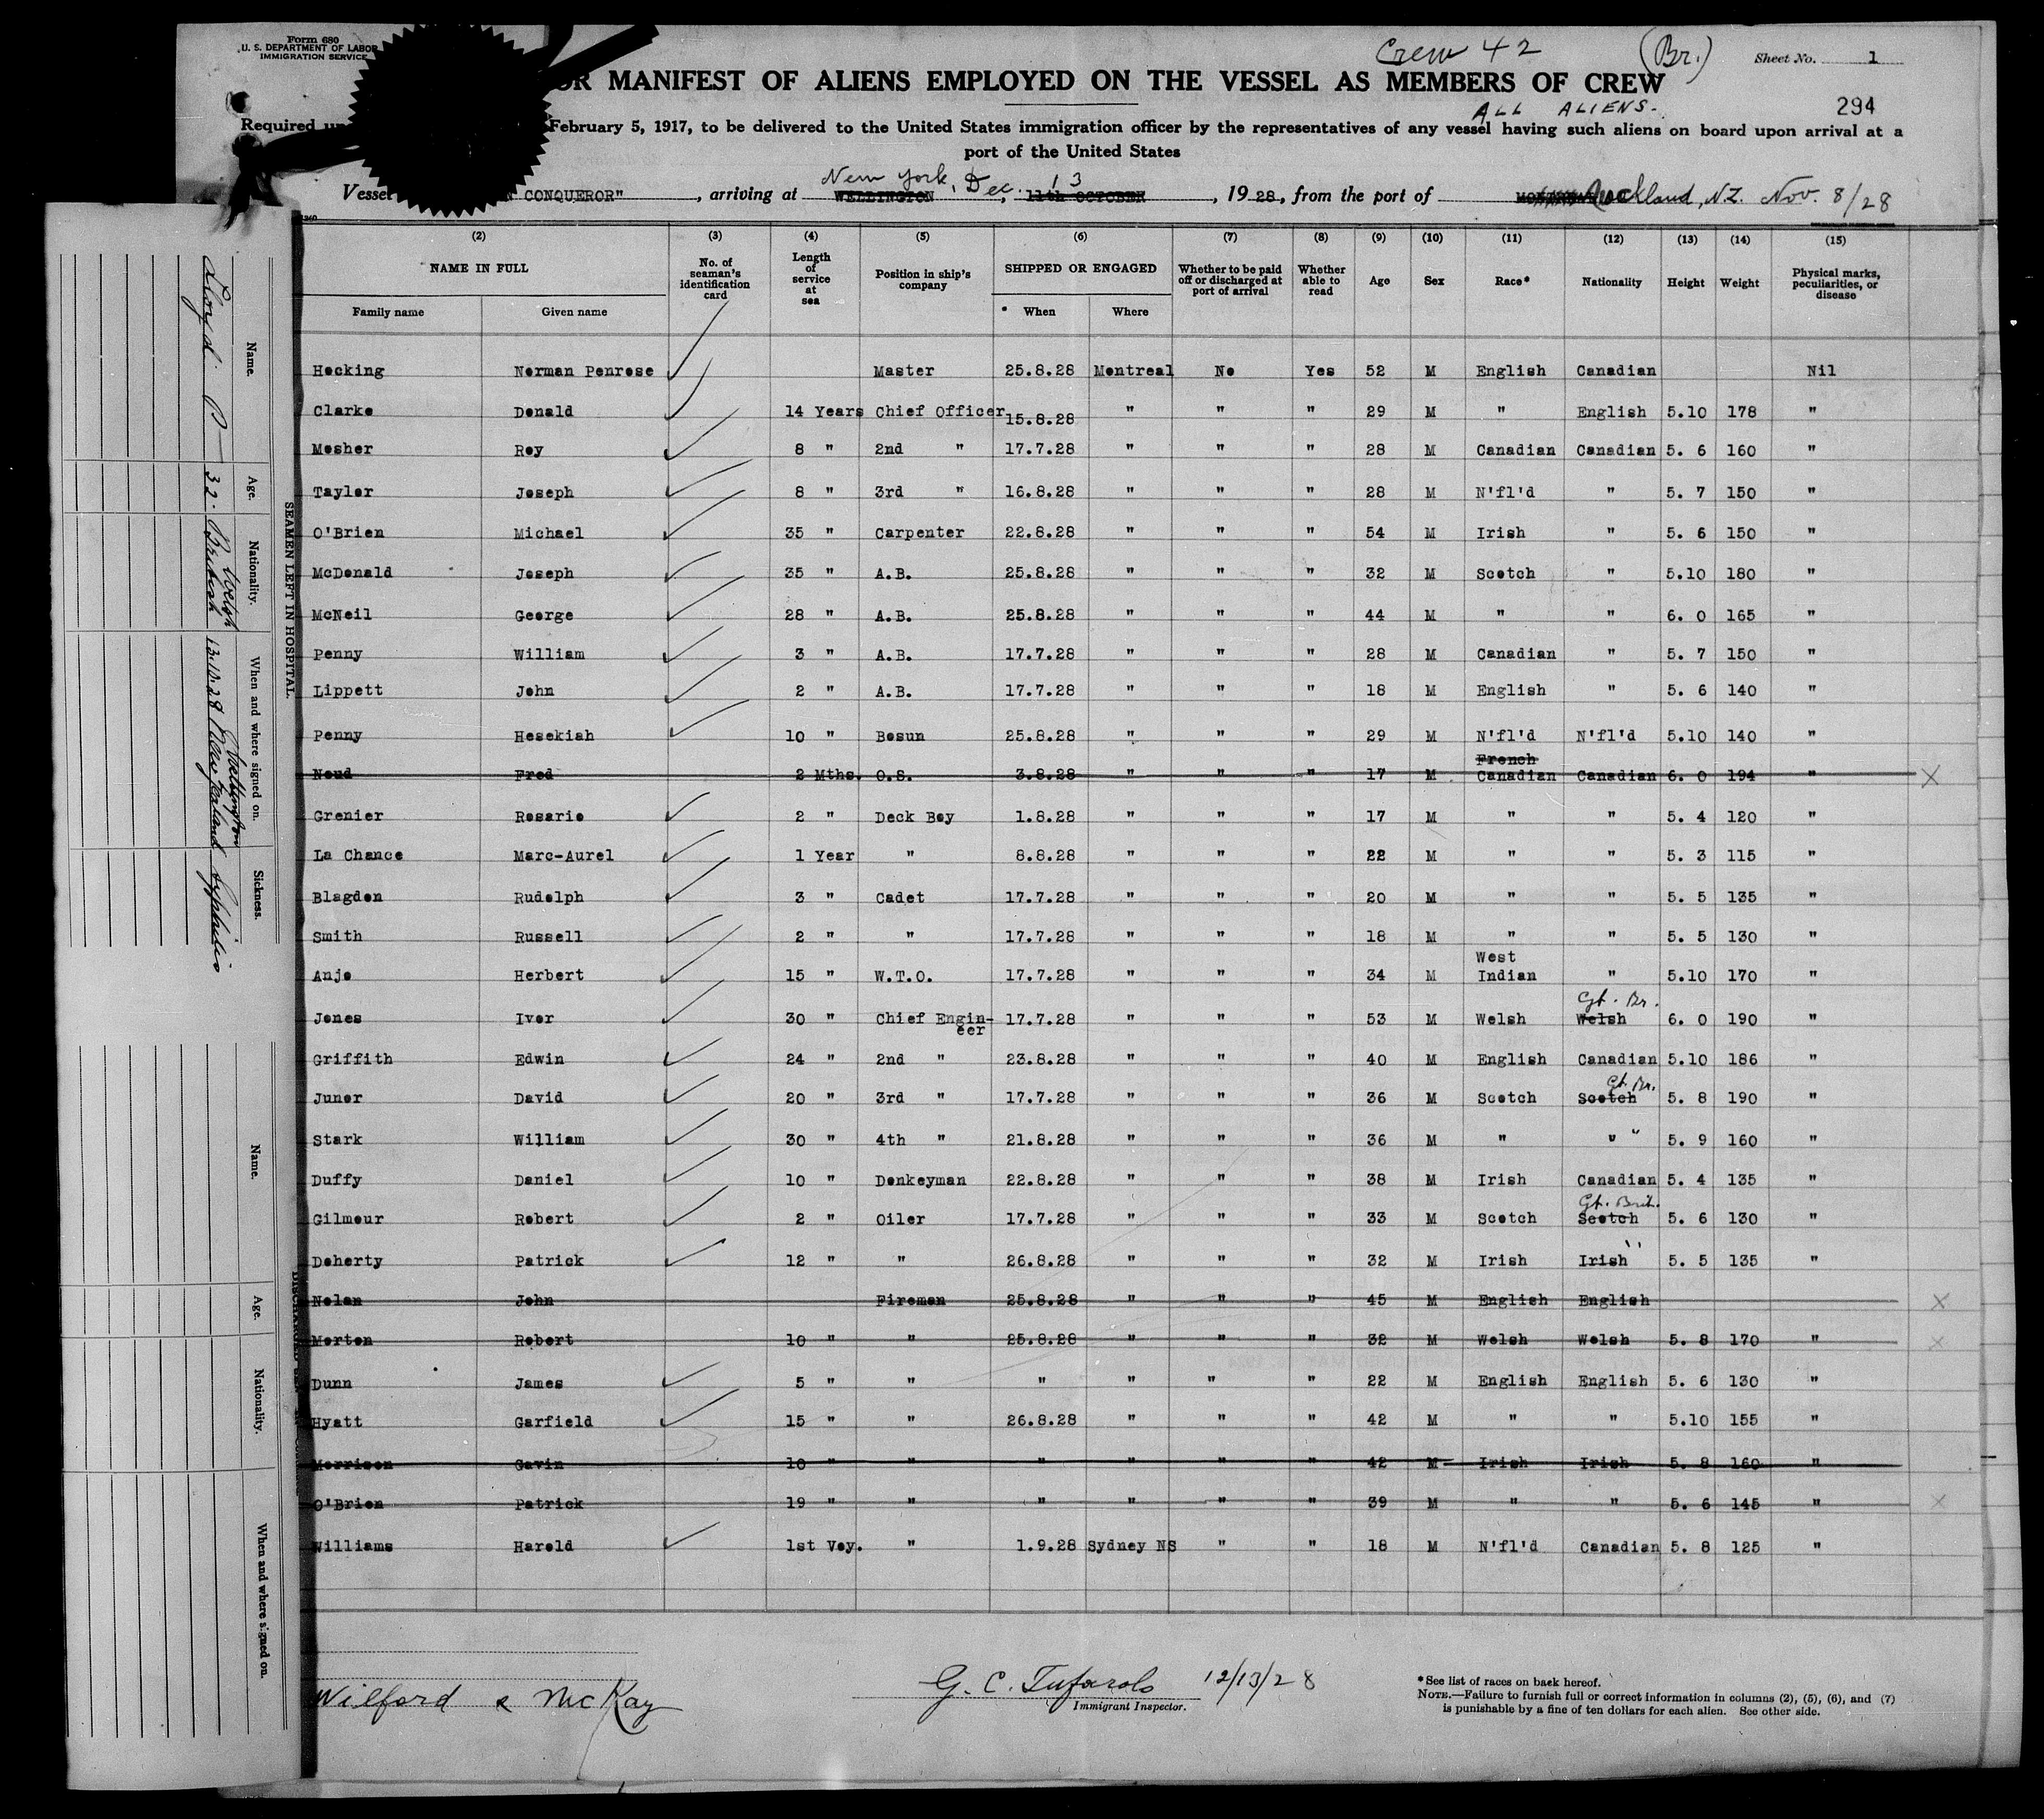 Form 680
U. S. DEPARTMENT OF LABOR
IMMIGRATION SERVICE
Crew 42 (Br.)
Sheet No. 1
OR MANIFEST OF ALIENS EMPLOYED ON THE VESSEL AS MEMBERS OF CREW
ALL ALIENS.
294
Required February 5, 1917, to be delivered to the United States immigration officer by the representatives of any vessel having such aliens on board upon arrival at a
port of the United States
Vessel CONQUEROR", arriving at WELLINGTON New York, Dec. 13 11th OCTOBER, 1928, from the port of Auckland, NZ. Nov. 8/28
(2) (3) (4) (5) (6) (7) (8) (9) (10) (11) (12) (13) (14) (15)
NAME IN FULL No. of seaman's identification card Length of service at sea Position in ship's company SHIPPED OR ENGAGED Whether to be paid off or discharged at port of arrival Whether able to read Age Sex Race* Nationality Height Weight Physical marks, peculiarities, or disease
Family name Given name When Where
Hocking Norman Penrose Master 25.8.28 Montreal No Yes 52 M English Canadian Nil
Clarke Donald 14 Years Chief Officer 15.8.28 " " " 29 M " English 5.10 178 "
Mosher Roy 8 " 2nd " 17.7.28 " " " 28 M Canadian Canadian 5. 6 160 "
Taylor Joseph 8 " 3rd " 16.8.28 " " " 28 M N'fl'd " 5. 7 150 "
O'Brien Michael 35 " Carpenter 22.8.28 " " " 54 M Irish " 5. 6 150 "
McDonald Joseph 35 " A.B. 25.8.28 " " " 32 M Scotch " 5.10 180 "
McNeil George 28 " A.B. 25.8.28 " " " 44 M " " 6. 0 165 "
Penny William 3 " A.B. 17.7.28 " " " 28 M Canadian " 5. 7 150 "
Lippett John 2 " A.B. 17.7.28 " " " 18 M English " 5. 6 140 "
Penny Hesekiah 10 " Bosun 25.8.28 " " " 29 M N'fl'd N'fl'd 5.10 140 "
Noud Fred 2 Mths. O.S. 3.8.28 " " " 17 M French Canadian Canadian 6. 0 194 " X
Grenier Rosario 2 " Deck Boy 1.8.28 " " " 17 M " " 5. 4 120 "
La Chance Marc-Aurel 1 Year " 8.8.28 " " " 22 M " " 5. 3 115 "
Blagdon Rudolph 3 " Cadet 17.7.28 " " " 20 M " " 5. 5 135 "
Smith Russell 2 " " 17.7.28 " " " 18 M " " 5. 5 130 "
Anjo Herbert 15 " W.T.O. 17.7.28 " " " 34 M West Indian " 5.10 170 "
Jones Ivor 30 " Chief Engineer 17.7.28 " " " 53 M Welsh Welsh Gt. Br. 6. 0 190 "
Griffith Edwin 24 " 2nd " 23.8.28 " " " 40 M English Canadian 5.10 186 "
Junor David 20 " 3rd " 17.7.28 " " " 36 M Scotch Scotch Gt. Br. 5. 8 190 "
Stark William 30 " 4th " 21.8.28 " " " 36 M " " " 5. 9 160 "
Duffy Daniel 10 " Donkeyman 22.8.28 " " " 38 M Irish Canadian 5. 4 135 "
Gilmour Robert 2 " Oiler 17.7.28 " " " 33 M Scotch Scotch Gt. Brit. 5. 6 130 "
Doherty Patrick 12 " " 26.8.28 " " " 32 M Irish Irish " 5. 5 135 "
Nolan John Fireman 25.8.28 " " " 45 M English English X
Morton Robert 10 " " 25.8.28 " " " 32 M Welsh Welsh 5. 8 170 " X
Dunn James 5 " " " " " " 22 M English English 5. 6 130 "
Hyatt Garfield 15 " " 26.8.28 " " " 42 M " " 5.10 155 "
Morrison Gavin 10 " " " " " " 42 M Irish Irish 5. 8 160 "
O'Brien Patrick 19 " " " " " " 39 M " " 5. 6 145 " X
Williams Harold 1st Voy. " 1.9.28 Sydney NS " " 18 M N'fl'd Canadian 5. 8 125 "
Wilford & McKay
G. C. Tufarolo 12/13/28
Immigrant Inspector.
*See list of races on back hereof.
NOTE.—Failure to furnish full or correct information in columns (2), (5), (6), and (7)
is punishable by a fine of ten dollars for each alien. See other side.
SEAMEN LEFT IN HOSPITAL.
Name. Age. Nationality. When and where signed on. Sickness.
Lloyd P 32. Welsh British 13.10.28 Wellington New Zealand Syphilis
Name. Age. Nationality. When and where signed on.